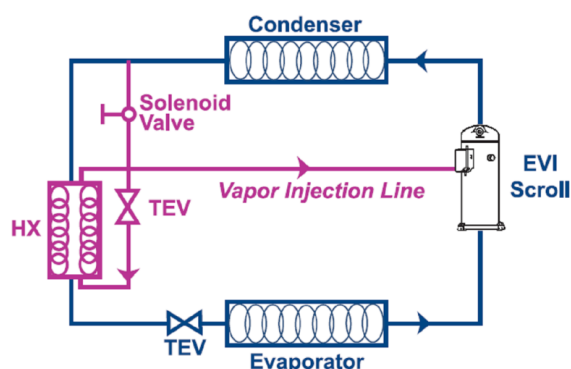 Condenser
Solenoid
Valve
EVI
Scroll
Vapor Injection Line
TEV
HX
TEV
Evaporator